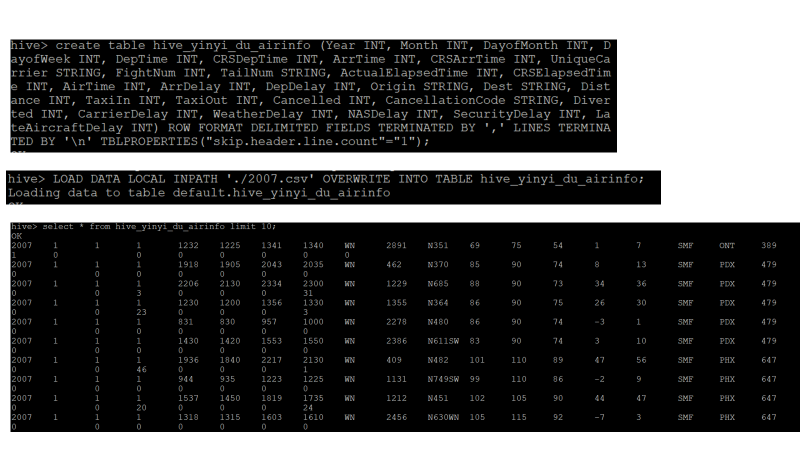 hive> create table hive_yinyi_du_airinfo (Year INT, Month INT, DayofMonth INT, D
ayofWeek INT, DepTime INT, CRSDepTime INT, ArrTime INT, CRSArrTime INT, UniqueCa
rrier STRING, FightNum INT, TailNum STRING, ActualElapsedTime INT, CRSElapsedTim
e INT, AirTime INT, ArrDelay INT, DepDelay INT, Origin STRING, Dest STRING, Dist
ance INT, TaxiIn INT, TaxiOut INT, Cancelled INT, CancellationCode STRING, Diver
ted INT, CarrierDelay INT, WeatherDelay INT, NASDelay INT, SecurityDelay INT, La
teAircraftDelay INT) ROW FORMAT DELIMITED FIELDS TERMINATED BY ',' LINES TERMINA
TED BY '\n' TBLPROPERTIES("skip.header.line.count"="1");
hive> LOAD DATA LOCAL INPATH './2007.csv' OVERWRITE INTO TABLE hive_yinyi_du_airinfo;
Loading data to table default.hive_yinyi_du_airinfo
hive> select * from hive_yinyi_du_airinfo limit 10;
OK
2007 1 1 1 1232 1225 1341 1340 WN 2891 N351 69 75 54 1 7 SMF ONT 389
1 0 0 0 0 0 0 0
2007 1 1 1 1918 1905 2043 2035 WN 462 N370 85 90 74 8 13 SMF PDX 479
0 0 0 0 0 0 0
2007 1 1 1 2206 2130 2334 2300 WN 1229 N685 88 90 73 34 36 SMF PDX 479
0 0 3 0 0 0 31
2007 1 1 1 1230 1200 1356 1330 WN 1355 N364 86 90 75 26 30 SMF PDX 479
0 0 23 0 0 0 3
2007 1 1 1 831 830 957 1000 WN 2278 N480 86 90 74 -3 1 SMF PDX 479
0 0 0 0 0 0 0
2007 1 1 1 1430 1420 1553 1550 WN 2386 N611SW 83 90 74 3 10 SMF PDX 479
0 0 0 0 0 0 0
2007 1 1 1 1936 1840 2217 2130 WN 409 N482 101 110 89 47 56 SMF PHX 647
0 0 46 0 0 0 1
2007 1 1 1 944 935 1223 1225 WN 1131 N749SW 99 110 86 -2 9 SMF PHX 647
0 0 0 0 0 0 0
2007 1 1 1 1537 1450 1819 1735 WN 1212 N451 102 105 90 44 47 SMF PHX 647
0 0 20 0 0 0 24
2007 1 1 1 1318 1315 1603 1610 WN 2456 N630WN 105 115 92 -7 3 SMF PHX 647
0 0 0 0 0 0 0